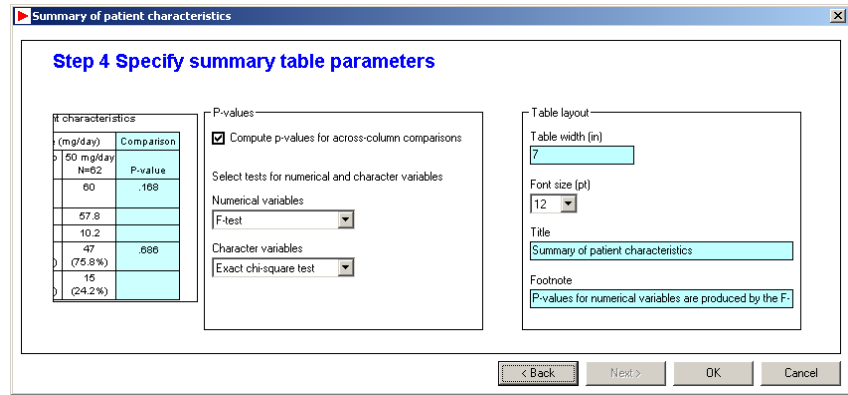 Summary of patient characteristics
Step 4 Specify summary table parameters
nt characteristics
(mg/day) Comparison
50 mg/day
N=62 P-value
60 .168
57.8
10.2
47 .686
(75.8%)
15
(24.2%)
P-values
Compute p-values for across-column comparisons
Select tests for numerical and character variables
Numerical variables
F-test
Character variables
Exact chi-square test
Table layout
Table width (in)
7
Font size (pt)
12
Title
Summary of patient characteristics
Footnote
P-values for numerical variables are produced by the F-
< Back
Next >
OK
Cancel